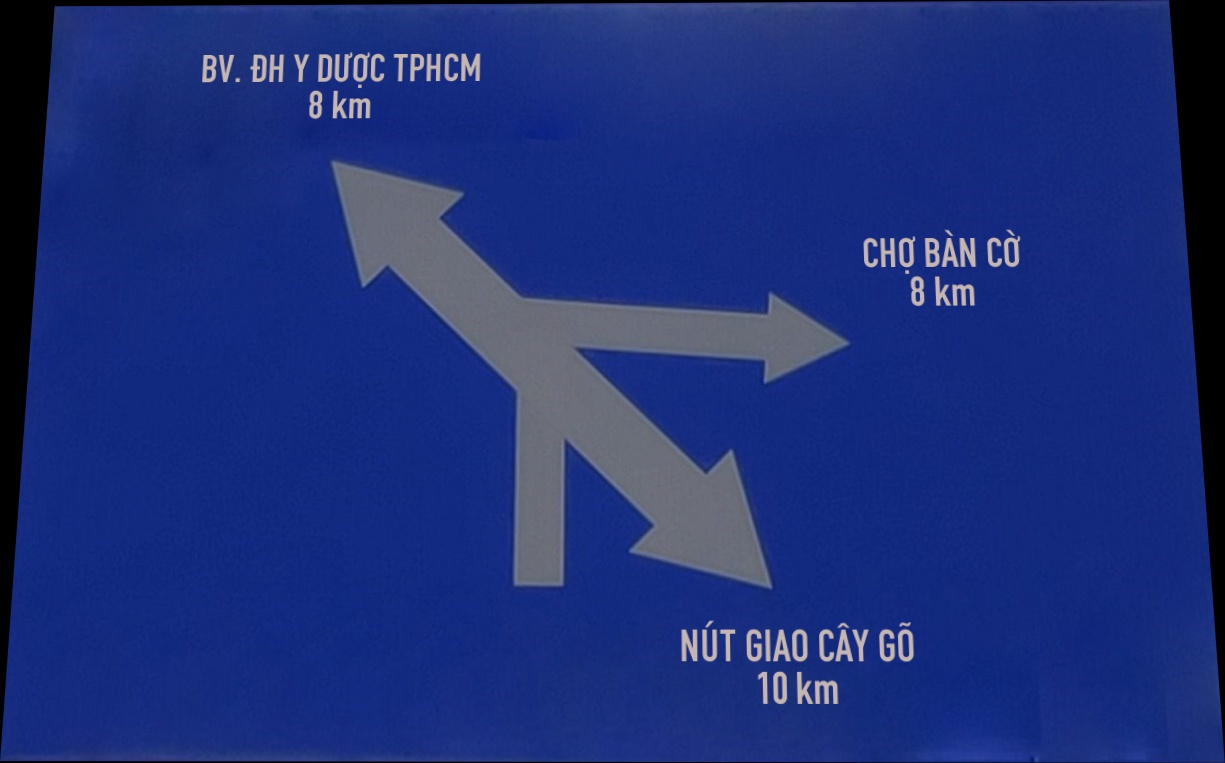 BV. ĐH Y DƯỢC TPHCM
8 km
CHỢ BÀN CỜ
8 km
NÚT GIAO CÂY GÕ
10 km